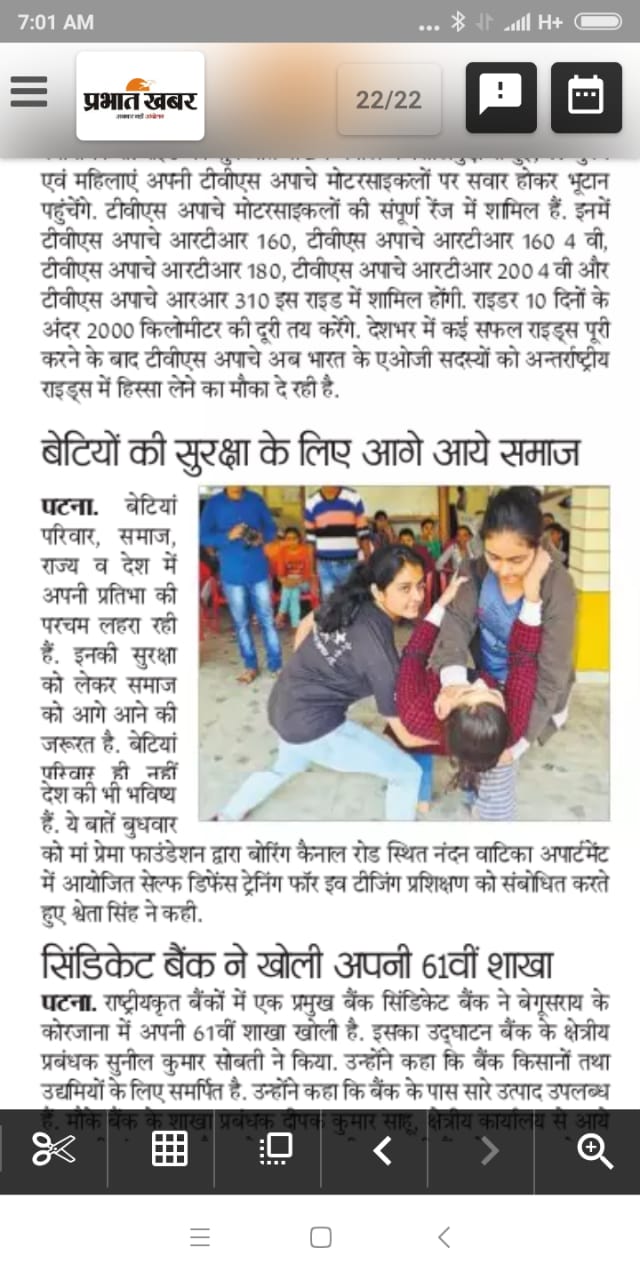 7:01 AM
H+
प्रभात खबर
अखबार नहीं आंदोलन
22/22
एवं महिलाएं अपनी टीवीएस अपाचे मोटरसाइकलों पर सवार होकर भूटान
पहुंचेंगे. टीवीएस अपाचे मोटरसाइकलों की संपूर्ण रेंज में शामिल हैं. इनमें
टीवीएस अपाचे आरटीआर 160, टीवीएस अपाचे आरटीआर 160 4 वी,
टीवीएस अपाचे आरटीआर 180, टीवीएस अपाचे आरटीआर 200 4 वी और
टीवीएस अपाचे आरआर 310 इस राइड में शामिल होंगी. राइडर 10 दिनों के
अंदर 2000 किलोमीटर की दूरी तय करेंगे. देशभर में कई सफल राइड्स पूरी
करने के बाद टीवीएस अपाचे अब भारत के एओजी सदस्यों को अन्तर्राष्ट्रीय
राइड्स में हिस्सा लेने का मौका दे रही है.
बेटियों की सुरक्षा के लिए आगे आये समाज
पटना. बेटियां
परिवार, समाज,
राज्य व देश में
अपनी प्रतिभा की
परचम लहरा रही
हैं. इनकी सुरक्षा
को लेकर समाज
को आगे आने की
जरूरत है. बेटियां
परिवार ही नहीं
देश की भी भविष्य
हैं. ये बातें बुधवार
को मां प्रेमा फाउंडेशन द्वारा बोरिंग कैनाल रोड स्थित नंदन वाटिका अपार्टमेंट
में आयोजित सेल्फ डिफेंस ट्रेनिंग फॉर इव टीजिंग प्रशिक्षण को संबोधित करते
हुए श्वेता सिंह ने कही.
सिंडिकेट बैंक ने खोली अपनी 61वीं शाखा
पटना. राष्ट्रीयकृत बैंकों में एक प्रमुख बैंक सिंडिकेट बैंक ने बेगूसराय के
कोरजाना में अपनी 61वीं शाखा खोली है. इसका उद्घाटन बैंक के क्षेत्रीय
प्रबंधक सुनील कुमार सोबती ने किया. उन्होंने कहा कि बैंक किसानों तथा
उद्यमियों के लिए समर्पित है. उन्होंने कहा कि बैंक के पास सारे उत्पाद उपलब्ध
हैं. मौके बैंक के शाखा प्रबंधक दीपक कुमार साहू, क्षेत्रीय कार्यालय से आये